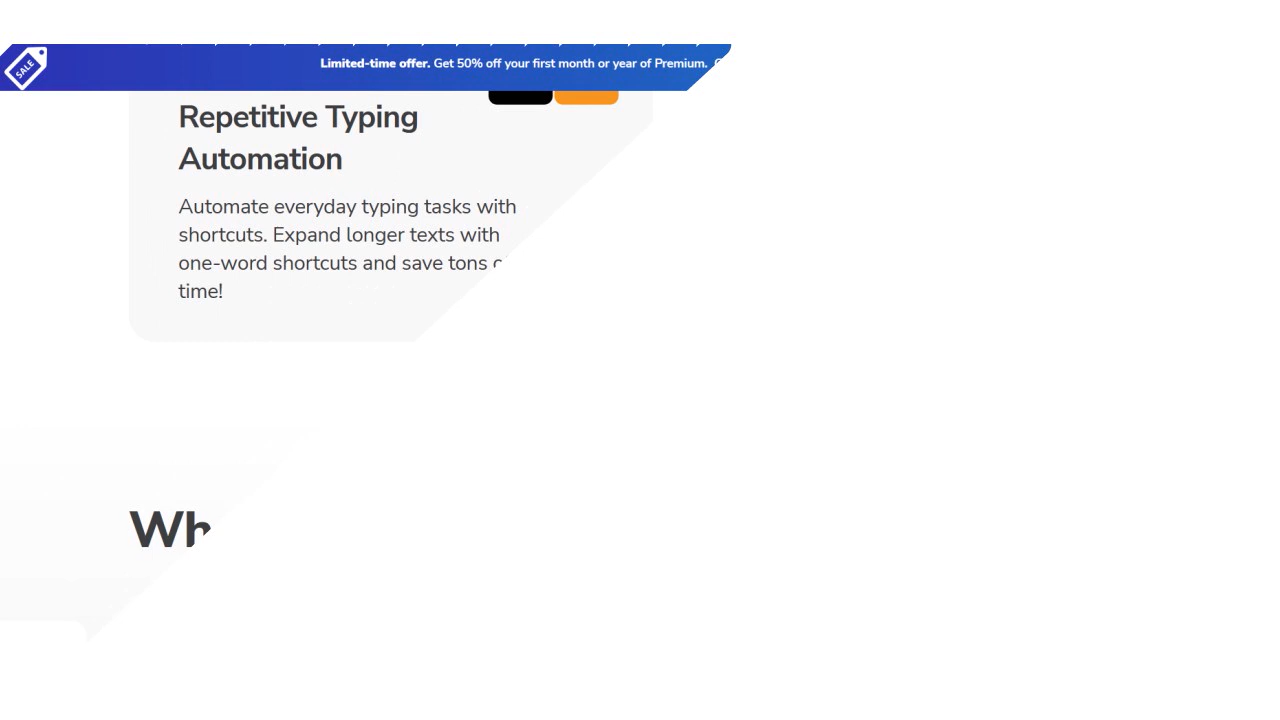 SALE
Limited-time offer. Get 50% off your first month or year of Premium.
Repetitive Typing
Automation
Automate everyday typing tasks with
shortcuts. Expand longer texts with
one-word shortcuts and save tons
time!